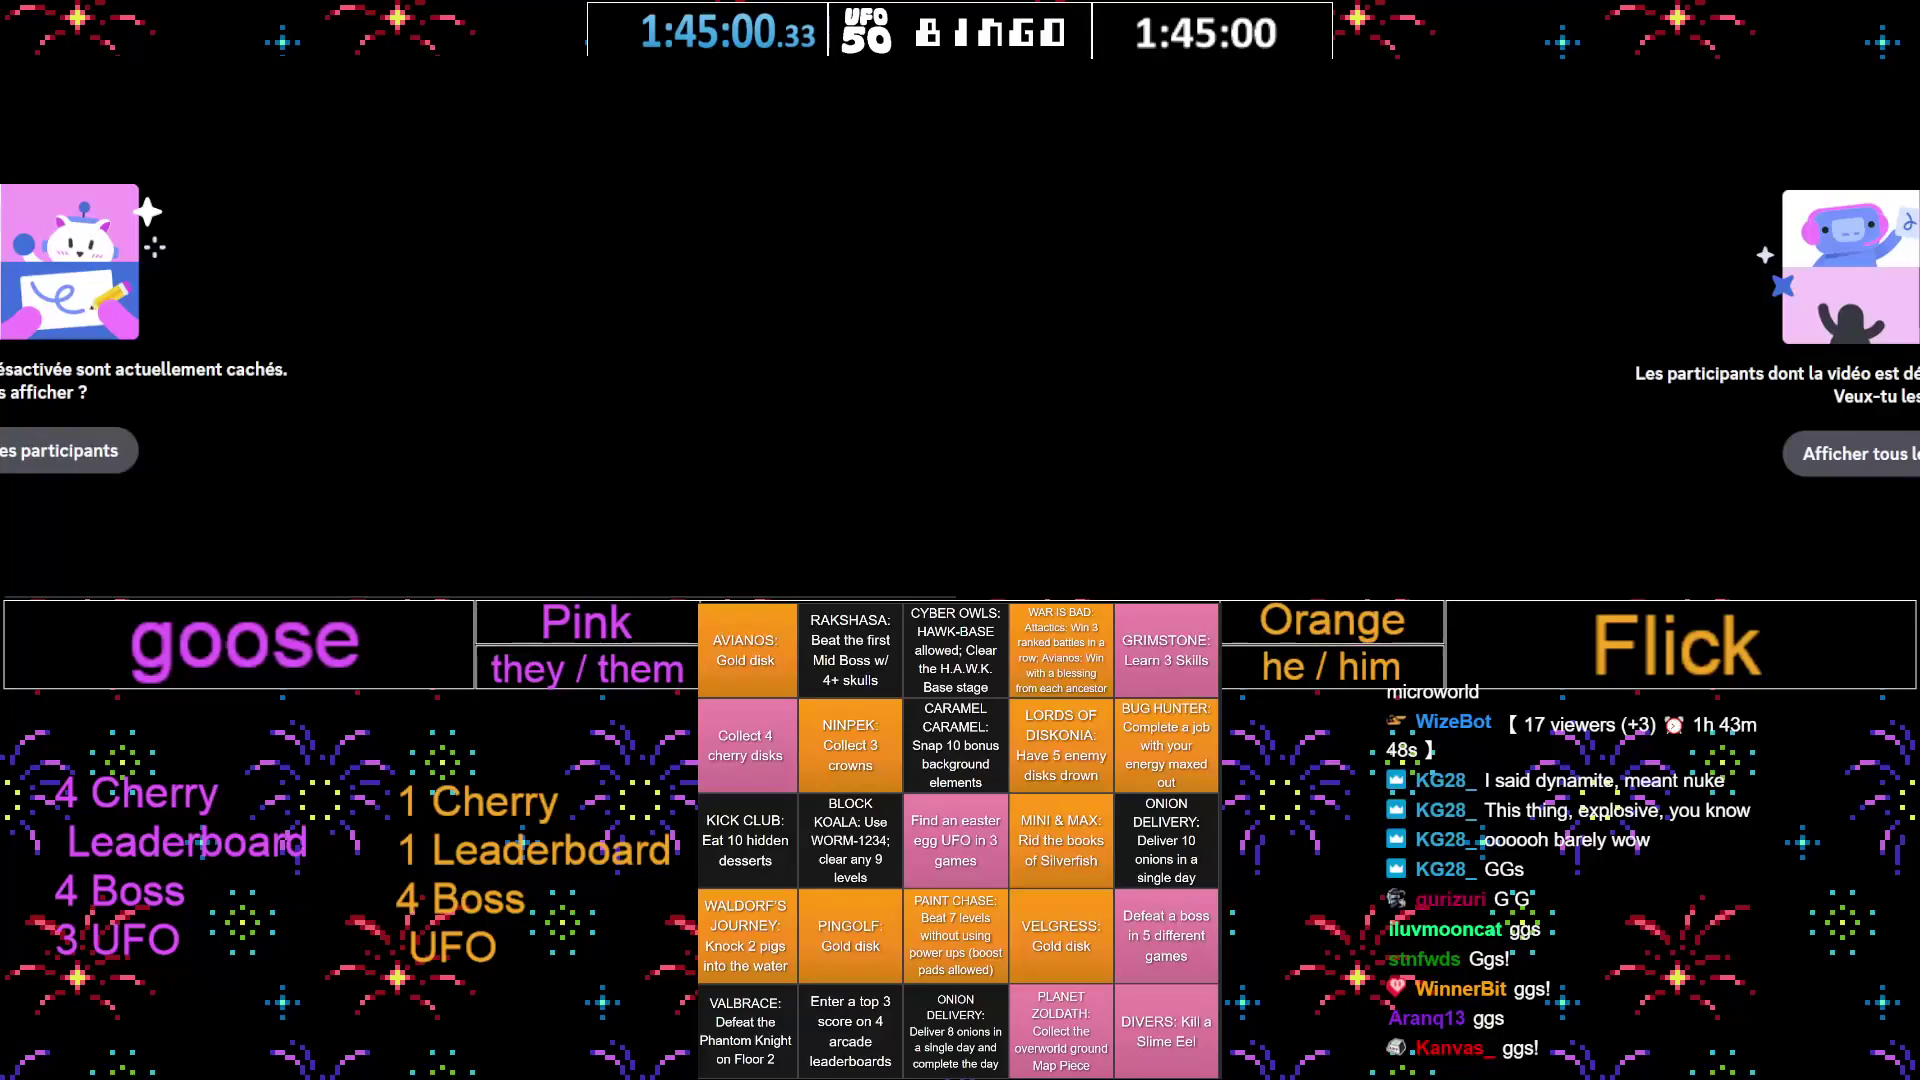 1:45:00.33
UFO 50
BINGO
1:45:00
ésactivée sont actuellement cachés.
s afficher ?
es participants
Les participants dont la vidéo est dé
Veux-tu les
Afficher tous le
goose
Pink
they / them
Orange
he / him
Flick
4 Cherry
Leaderboard
4 Boss
3 UFO
1 Cherry
1 Leaderboard
4 Boss
UFO
AVIANOS:
Gold disk
RAKSHASA:
Beat the first
Mid Boss w/
4+ skulls
CYBER OWLS:
HAWK-BASE
allowed; Clear
the H.A.W.K.
Base stage
WAR IS BAD:
Attactics: Win 3
ranked battles in a
row; Avianos: Win
with a blessing
from each ancestor
GRIMSTONE:
Learn 3 Skills
Collect 4
cherry disks
NINPEK:
Collect 3
crowns
CARAMEL
CARAMEL:
Snap 10 bonus
background
elements
LORDS OF
DISKONIA:
Have 5 enemy
disks drown
BUG HUNTER:
Complete a job
with your
energy maxed
out
KICK CLUB:
Eat 10 hidden
desserts
BLOCK
KOALA: Use
WORM-1234;
clear any 9
levels
Find an easter
egg UFO in 3
games
MINI & MAX:
Rid the books
of Silverfish
ONION
DELIVERY:
Deliver 10
onions in a
single day
WALDORF'S
JOURNEY:
Knock 2 pigs
into the water
PINGOLF:
Gold disk
PAINT CHASE:
Beat 7 levels
without using
power ups (boost
pads allowed)
VELGRESS:
Gold disk
Defeat a boss
in 5 different
games
VALBRACE:
Defeat the
Phantom Knight
on Floor 2
Enter a top 3
score on 4
arcade
leaderboards
ONION
DELIVERY:
Deliver 8 onions in
a single day and
complete the day
PLANET
ZOLDATH:
Collect the
overworld ground
Map Piece
DIVERS: Kill a
Slime Eel
microworld
WizeBot 【 17 viewers (+3) ⏰ 1h 43m
48s 】
KG28_ I said dynamite, meant nuke
KG28_ This thing, explosive, you know
KG28_ oooooh barely wow
KG28_ GGs
gurizuri G G
iluvmooncat ggs
stnfwds Ggs!
WinnerBit ggs!
Aranq13 ggs
Kanvas_ ggs!